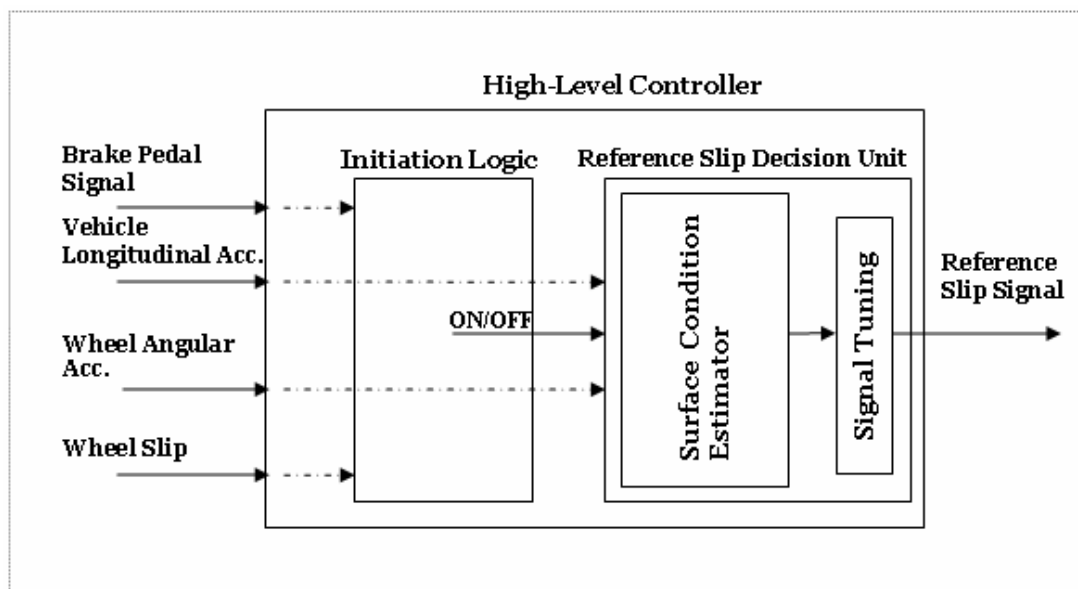 High-Level Controller
Brake Pedal
Signal
Initiation Logic
Reference Slip Decision Unit
Vehicle
Longitudinal Acc.
ON/OFF
Wheel Angular
Acc.
Wheel Slip
Surface Condition
Estimator
Signal Tuning
Reference
Slip Signal